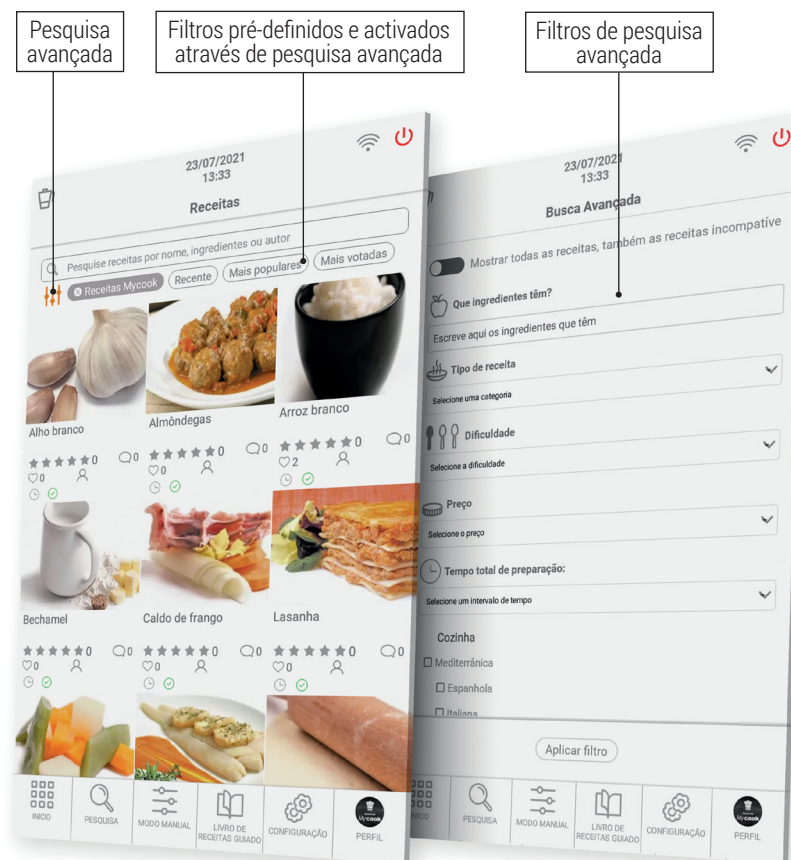 Pesquisa
avançada
Filtros pré-definidos e activados
através de pesquisa avançada
Filtros de pesquisa
avançada
23/07/2021
13:33
Receitas
Pesquise receitas por nome, ingredientes ou autor
Receitas Mycook
Recente
Mais populares
Mais votadas
Alho branco
Almôndegas
Arroz branco
0 0
0
0 0
0
0 0
2
Bechamel
Caldo de frango
Lasanha
0 0
0
0 0
0
0 0
0
INICIO
PESQUISA
MODO MANUAL
LIVRO DE
RECEITAS GUIADO
CONFIGURAÇÃO
Mycook
PERFIL
23/07/2021
13:33
Busca Avançada
Mostrar todas as receitas, também as receitas incompatíve
Que ingredientes têm?
Escreve aqui os ingredientes que têm
Tipo de receita
Selecione uma categoria
Dificuldade
Selecione a dificuldade
Preço
Selecione o preço
Tempo total de preparação:
Selecione um intervalo de tempo
Cozinha
Mediterrânica
Espanhola
Italiana
Aplicar filtro
INICIO
PESQUISA
MODO MANUAL
LIVRO DE
RECEITAS GUIADO
CONFIGURAÇÃO
Mycook
PERFIL